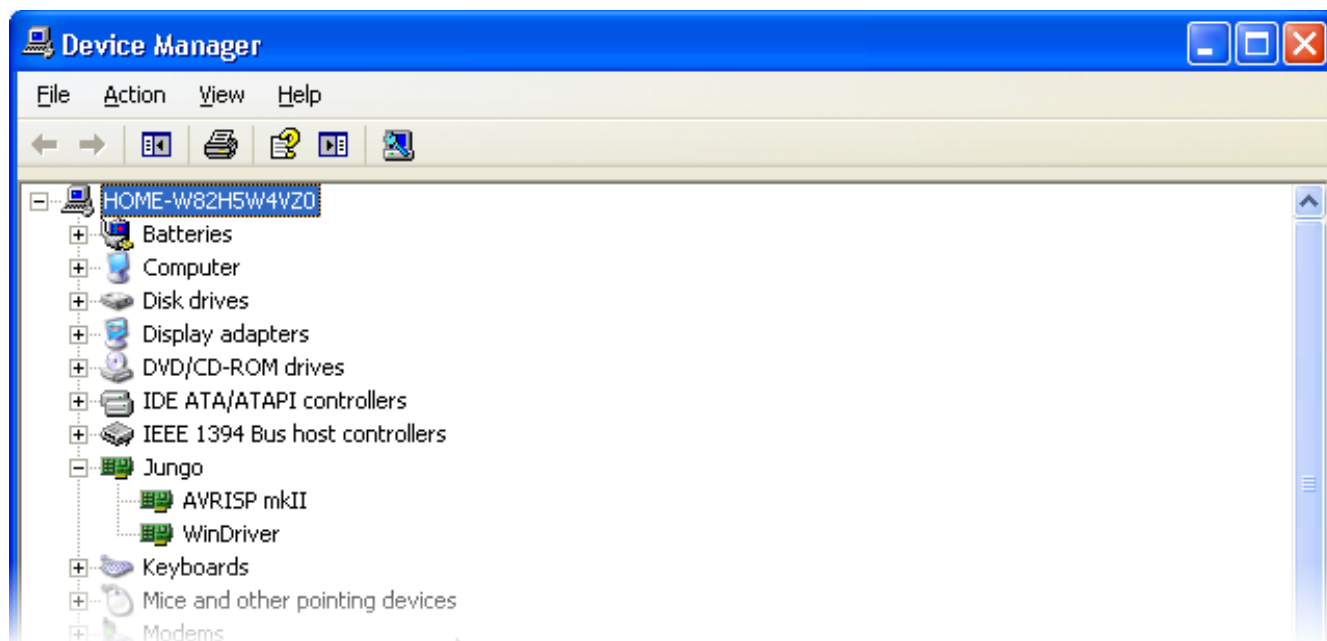 Device Manager
File Action View Help
HOME-W82H5W4VZ0
Batteries
Computer
Disk drives
Display adapters
DVD/CD-ROM drives
IDE ATA/ATAPI controllers
IEEE 1394 Bus host controllers
Jungo
AVRISP mkII
WinDriver
Keyboards
Mice and other pointing devices
Modems